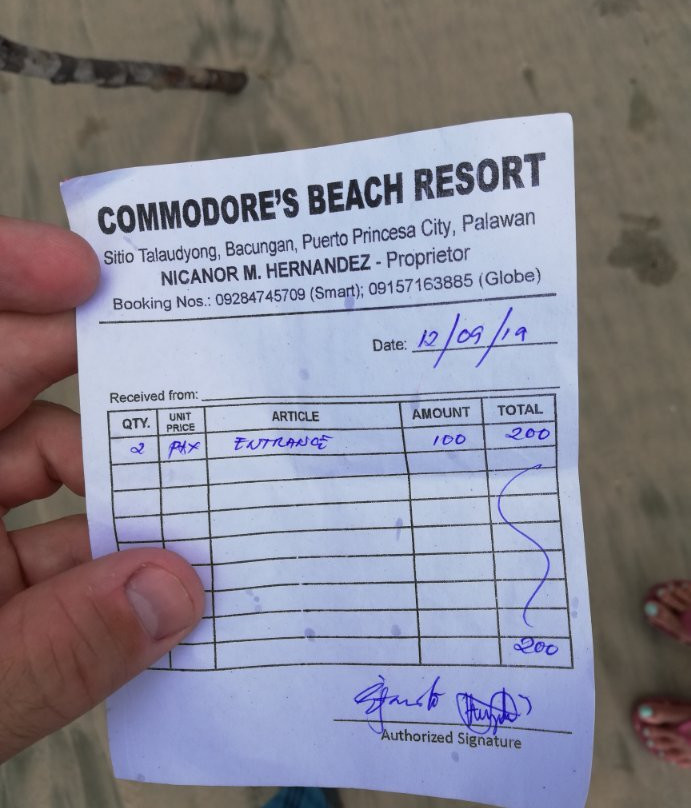 COMMODORE'S BEACH RESORT
Sitio Talaudyong, Bacungan, Puerto Princesa City, Palawan
NICANOR M. HERNANDEZ - Proprietor
Booking Nos.: 09284745709 (Smart); 09157163885 (Globe)
Date: 12/09/19
Received from:
QTY. UNIT PRICE ARTICLE AMOUNT TOTAL
2 PAX ENTRANCE 100 200
200
Authorized Signature